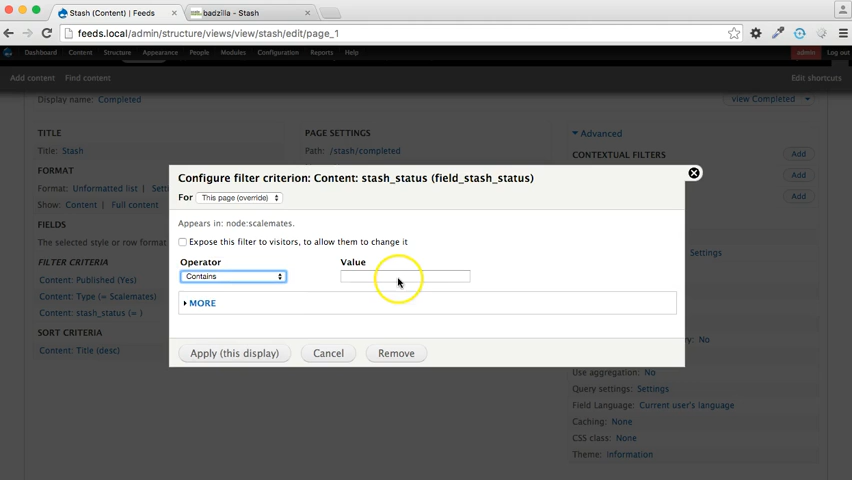 Stash (Content) | Feeds
badzilla - Stash
feeds.local/admin/structure/views/view/stash/edit/page_1
Dashboard Content Structure Appearance People Modules Configuration Reports Help admin Log out
Add content Find content Edit shortcuts
Display name: Completed view Completed
TITLE PAGE SETTINGS Advanced
Title: Stash Path: /stash/completed CONTEXTUAL FILTERS Add
FORMAT Add
Format: Unformatted list | Add
Show: Content | Full content
FIELDS
The selected style or row format
FILTER CRITERIA Settings
Content: Published (Yes)
Content: Type (= Scalemates)
Content: stash_status (= )
SORT CRITERIA No
Content: Title (desc)
Use aggregation: No
Query settings: Settings
Field Language: Current user's language
Caching: None
CSS class: None
Theme: Information
Configure filter criterion: Content: stash_status (field_stash_status)
For This page (override)
Appears in: node:scalemates.
Expose this filter to visitors, to allow them to change it
Operator Value
Contains
MORE
Apply (this display) Cancel Remove